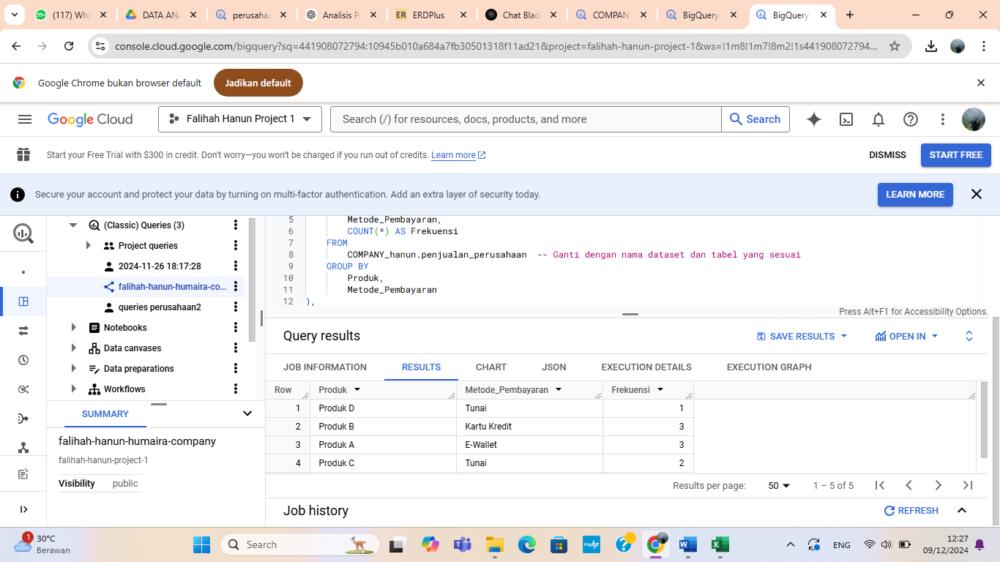 (117) Wha
DATA ANA
perusahaa
Analisis Pe
ER ERDPlus
Chat Black
COMPAN
BigQuery
BigQuery
console.cloud.google.com/bigquery?sq=441908072794:10945b010a684a7fb30501318f11ad21&project=falihah-hanun-project-1&ws=!1m8!1m7!8m2!1s441908072794...
Google Chrome bukan browser default
Jadikan default
Google Cloud
Falihah Hanun Project 1
Search (/) for resources, docs, products, and more
Search
Start your Free Trial with $300 in credit. Don't worry—you won't be charged if you run out of credits. Learn more
DISMISS
START FREE
Secure your account and protect your data by turning on multi-factor authentication. Add an extra layer of security today.
LEARN MORE
(Classic) Queries (3)
Project queries
2024-11-26 18:17:28
falihah-hanun-humaira-co...
queries perusahaan2
Notebooks
Data canvases
Data preparations
Workflows
SUMMARY
falihah-hanun-humaira-company
falihah-hanun-project-1
Visibility public
5 Metode_Pembayaran,
6 COUNT(*) AS Frekuensi
7 FROM
8 COMPANY_hanun.penjualan_perusahaan -- Ganti dengan nama dataset dan tabel yang sesuai
9 GROUP BY
10 Produk,
11 Metode_Pembayaran
12 ),
Press Alt+F1 for Accessibility Options.
Query results
SAVE RESULTS
OPEN IN
JOB INFORMATION RESULTS CHART JSON EXECUTION DETAILS EXECUTION GRAPH
Row Produk Metode_Pembayaran Frekuensi
1 Produk D Tunai 1
2 Produk B Kartu Kredit 3
3 Produk A E-Wallet 3
4 Produk C Tunai 2
Results per page: 50 1 – 5 of 5
Job history
REFRESH
1
30°C
Berawan
Search
ENG
12:27
09/12/2024